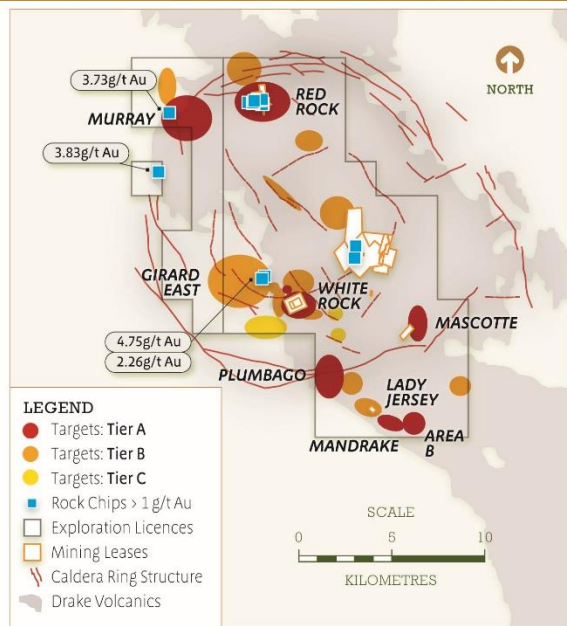 3.73g/t Au
RED
ROCK
NORTH
MURRAY
3.83g/t Au
GIRARD
EAST
WHITE
ROCK
MASCOTTE
4.75g/t Au
2.26g/t Au
PLUMBAGO
LADY
JERSEY
MANDRAKE
AREA
B
LEGEND
Targets: Tier A
Targets: Tier B
Targets: Tier C
Rock Chips > 1 g/t Au
Exploration Licences
Mining Leases
Caldera Ring Structure
Drake Volcanics
SCALE
0 5 10
KILOMETRES